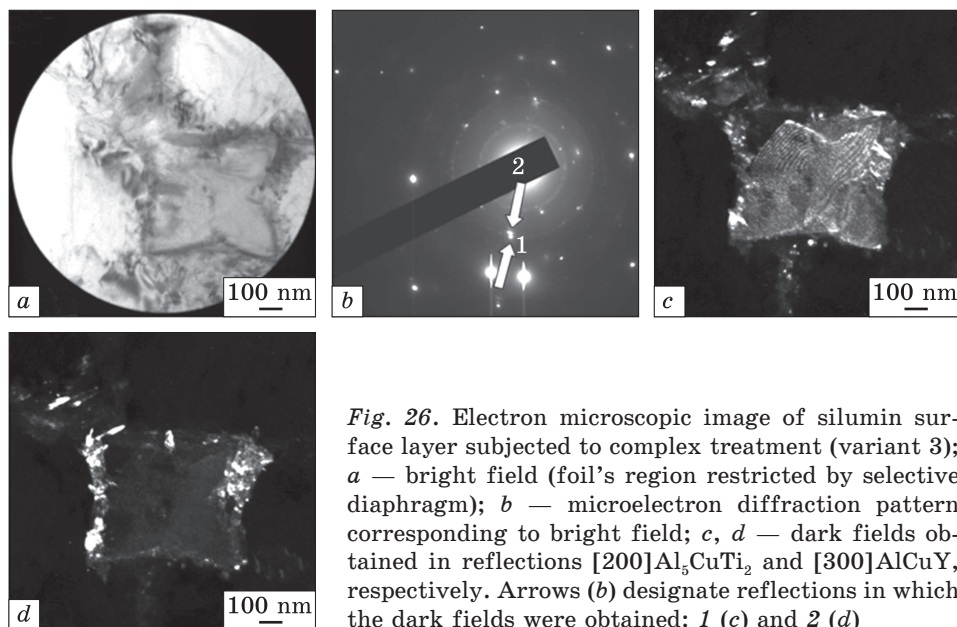 2
1
a
100 nm
b
c
100 nm
d
100 nm
Fig. 26. Electron microscopic image of silumin sur-
face layer subjected to complex treatment (variant 3);
a — bright field (foil's region restricted by selective
diaphragm); b — microelectron diffraction pattern
corresponding to bright field; c, d — dark fields ob-
tained in reflections [200]Al₅CuTi₂ and [300]AlCuY,
respectively. Arrows (b) designate reflections in which
the dark fields were obtained: 1 (c) and 2 (d)